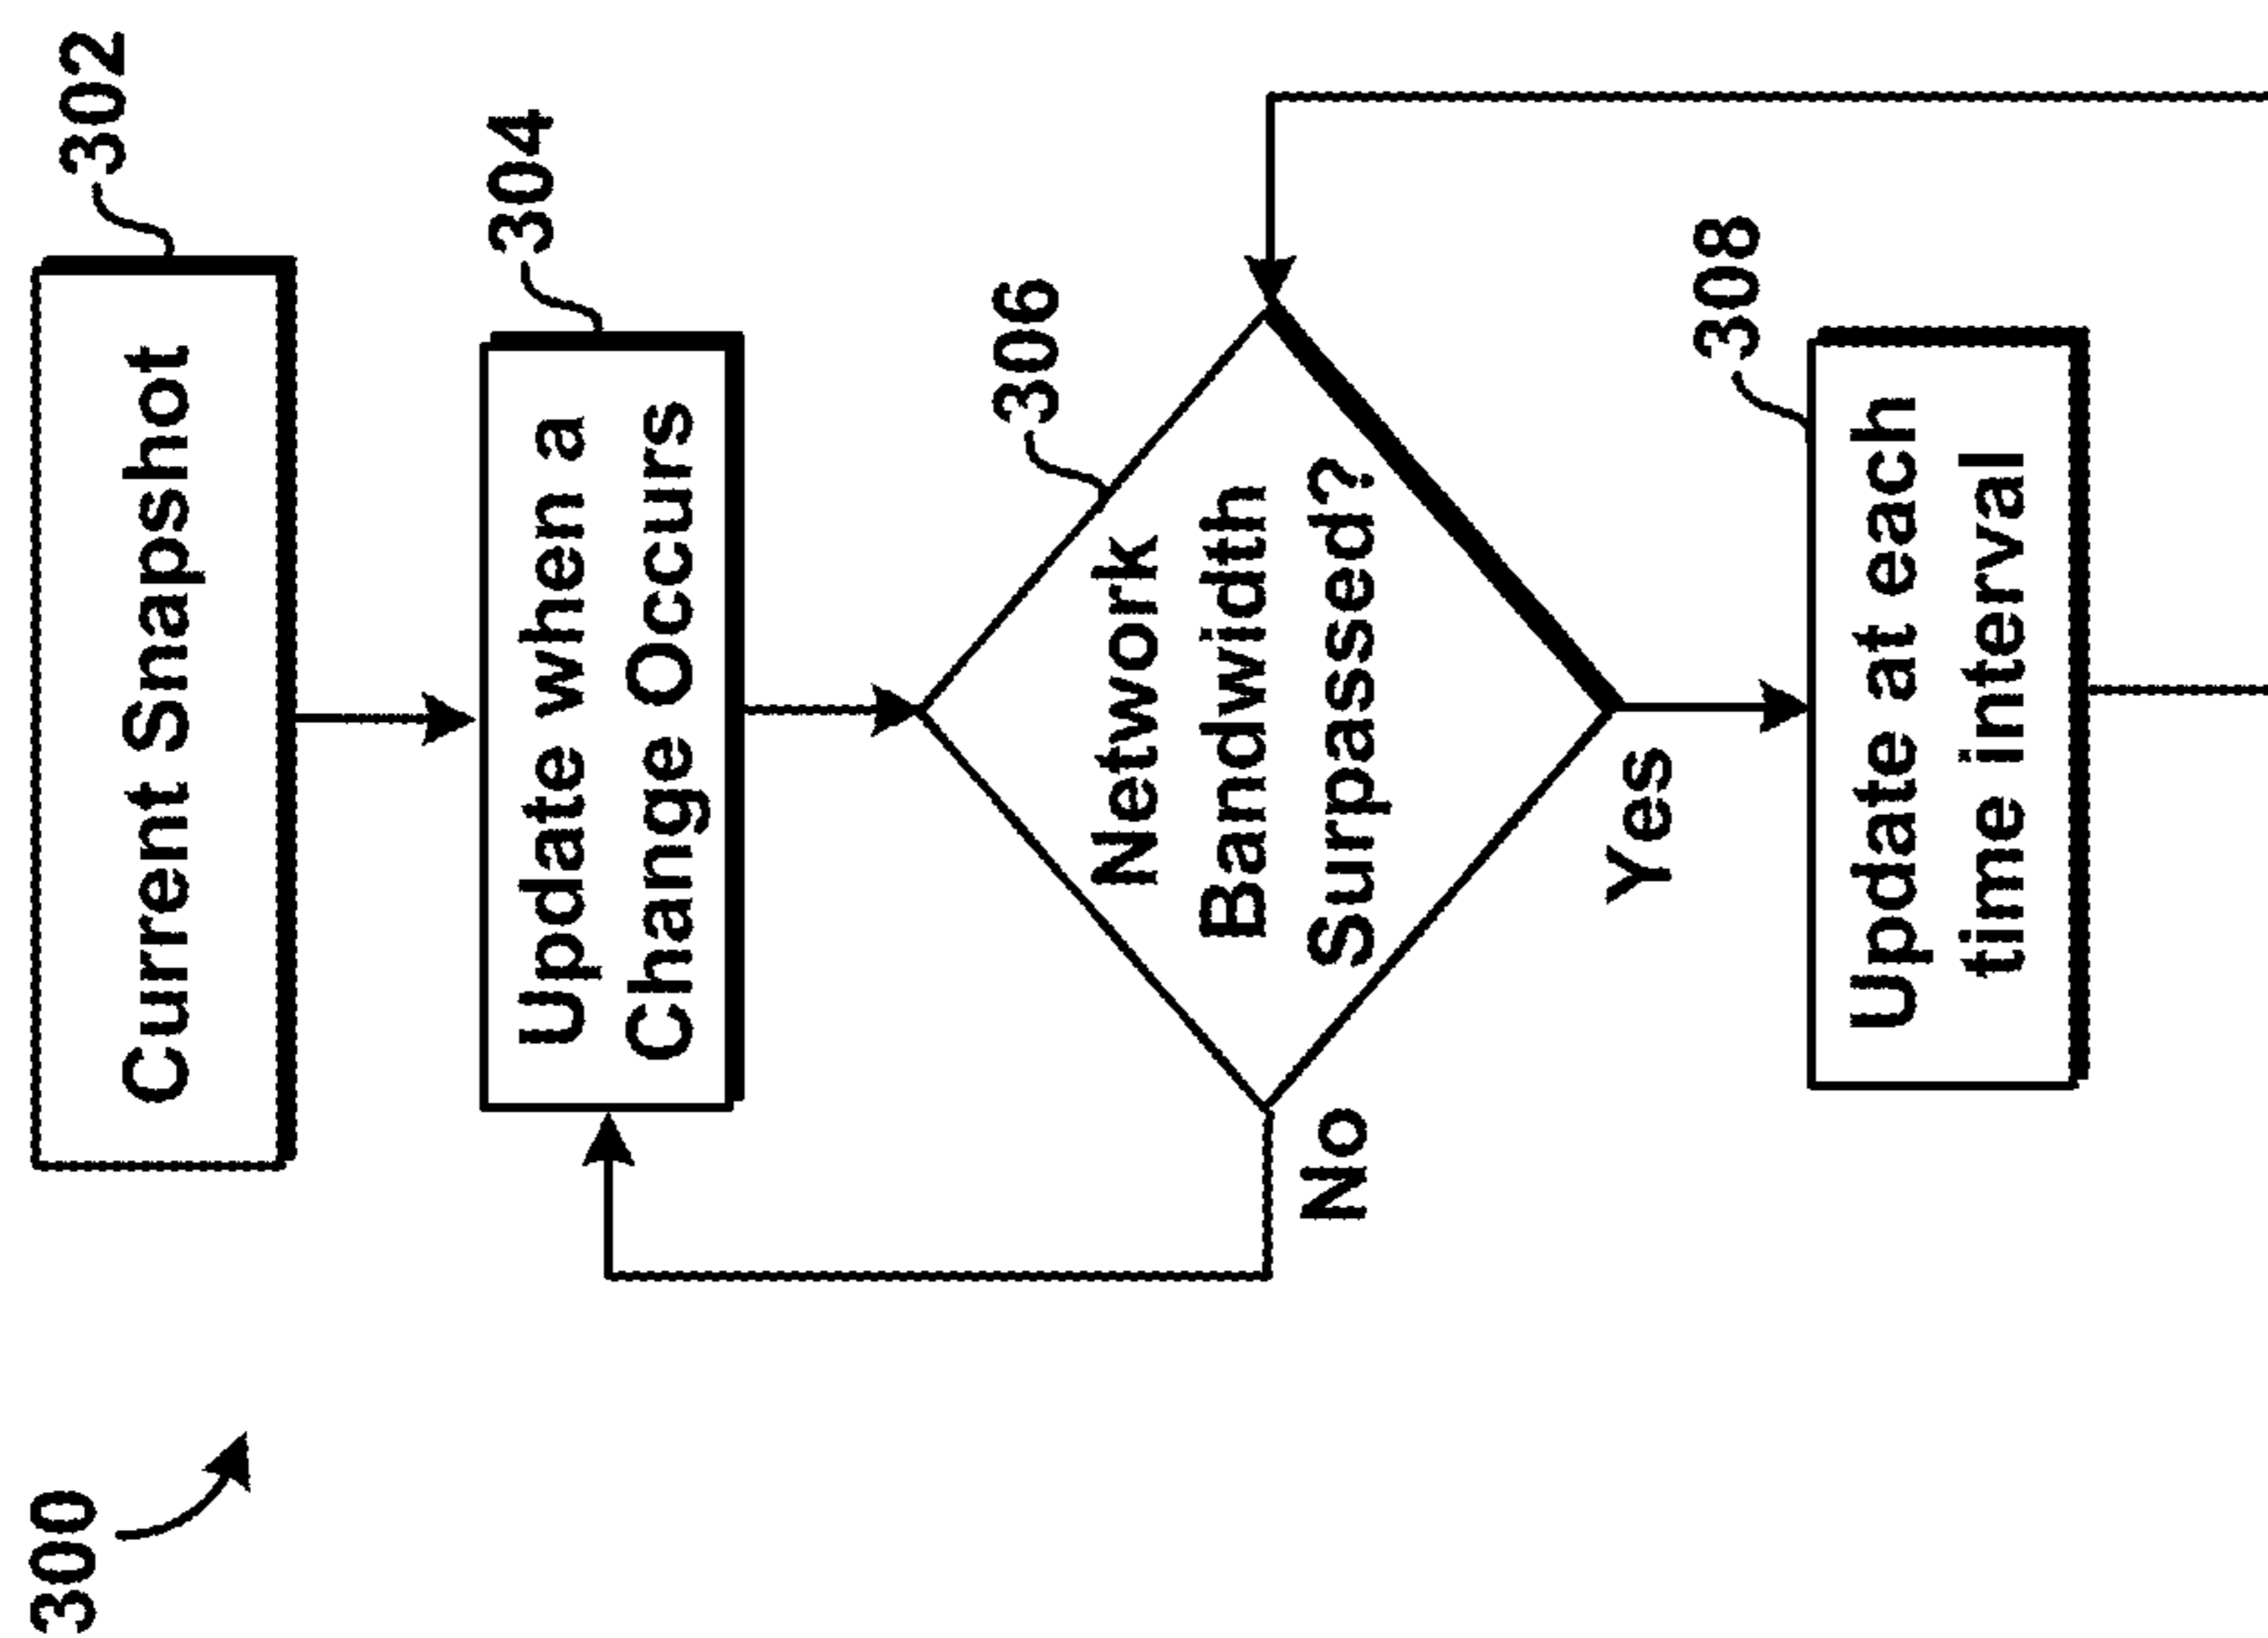 300
302
Current Snapshot
304
Update when a
Change Occurs
306
Network
Bandwidth
Surpassed?
No
Yes
308
Update at each
time interval